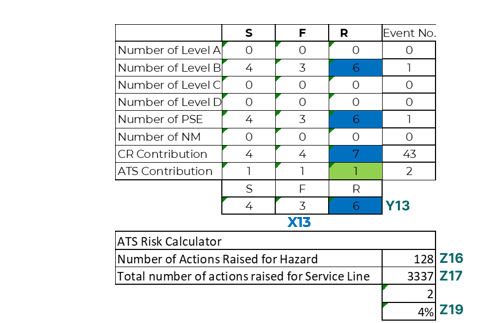 S F R Event No.
Number of Level A 0 0 0 0
Number of Level B 4 3 6 1
Number of Level C 0 0 0 0
Number of Level D 0 0 0 0
Number of PSE 4 3 6 1
Number of NM 0 0 0 0
CR Contribution 4 4 7 43
ATS Contribution 1 1 1 2
S F R
4 3 6 Y13
X13
ATS Risk Calculator
Number of Actions Raised for Hazard 128 Z16
Total number of actions raised for Service Line 3337 Z17
2
4% Z19